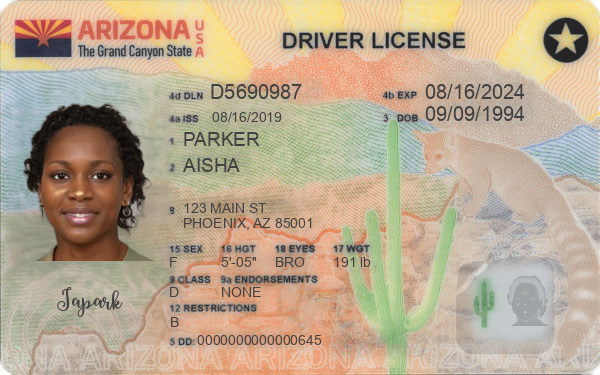 ARIZONA USA
The Grand Canyon State
DRIVER LICENSE
4d DLN D5690987 4b EXP 08/16/2024
4a ISS 08/16/2019 3 DOB 09/09/1994
1 PARKER
2 AISHA
8 123 MAIN ST
PHOENIX, AZ 85001
15 SEX 16 HGT 18 EYES 17 WGT
F 5'-05" BRO 191 lb
9 CLASS 9a ENDORSEMENTS
D NONE
12 RESTRICTIONS
B
Japark
5 DD: 0000000000000645
ARIZONA ARIZONA ARIZONA ARIZONA